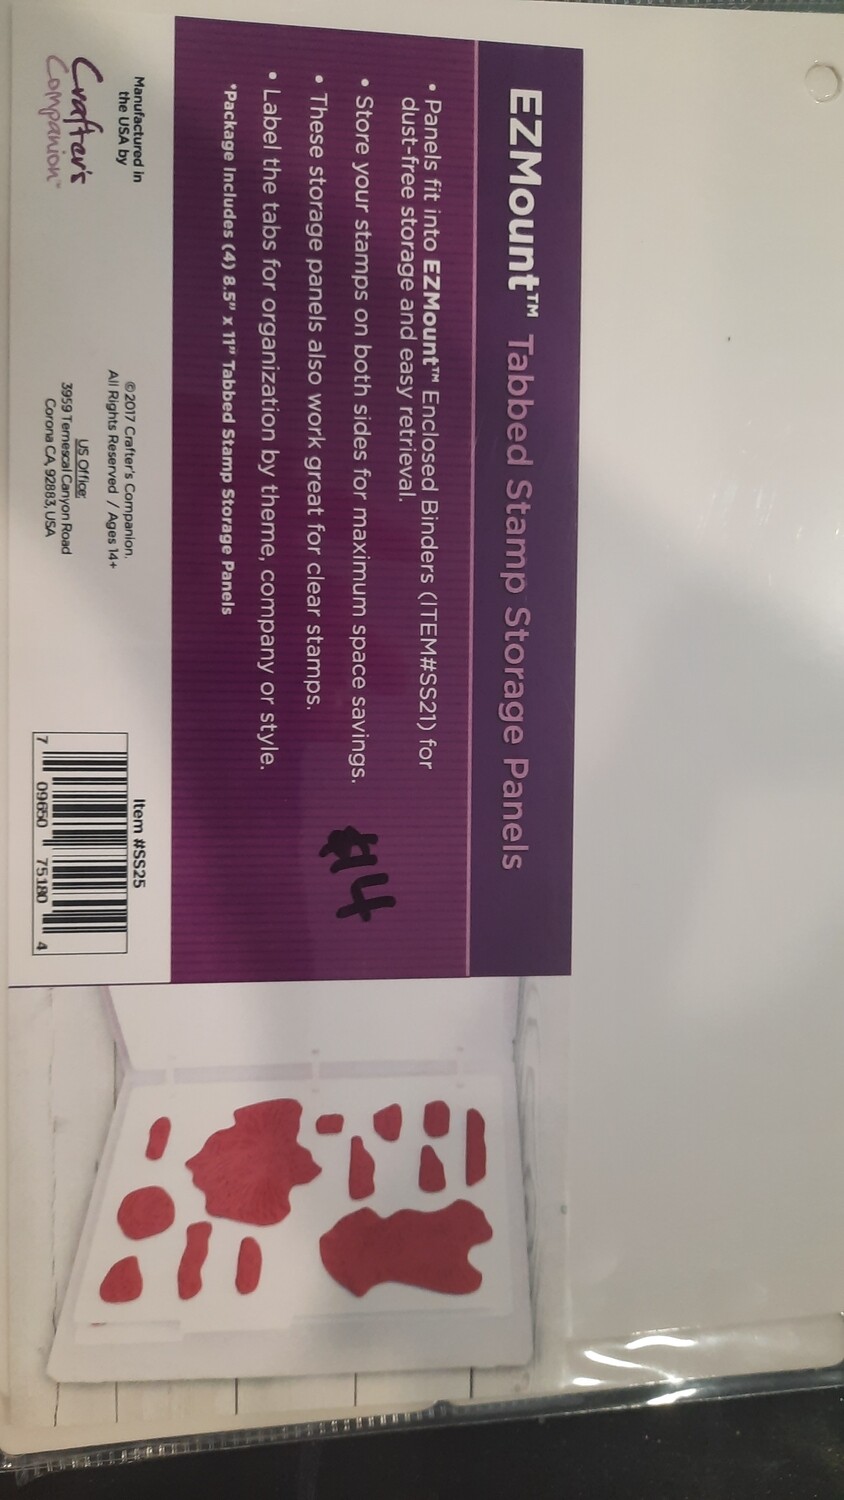 EZMount™ Tabbed Stamp Storage Panels
• Panels fit into EZMount™ Enclosed Binders (ITEM#SS21) for
dust-free storage and easy retrieval.
• Store your stamps on both sides for maximum space savings.
• These storage panels also work great for clear stamps.
• Label the tabs for organization by theme, company or style.
*Package Includes (4) 8.5" x 11" Tabbed Stamp Storage Panels
$14
Manufactured in
the USA by
Crafter's
Companion™
©2017 Crafter's Companion.
All Rights Reserved / Ages 14+
US Office:
3959 Temescal Canyon Road
Corona CA, 92883, USA
Item #SS25
7 09650 75180 4